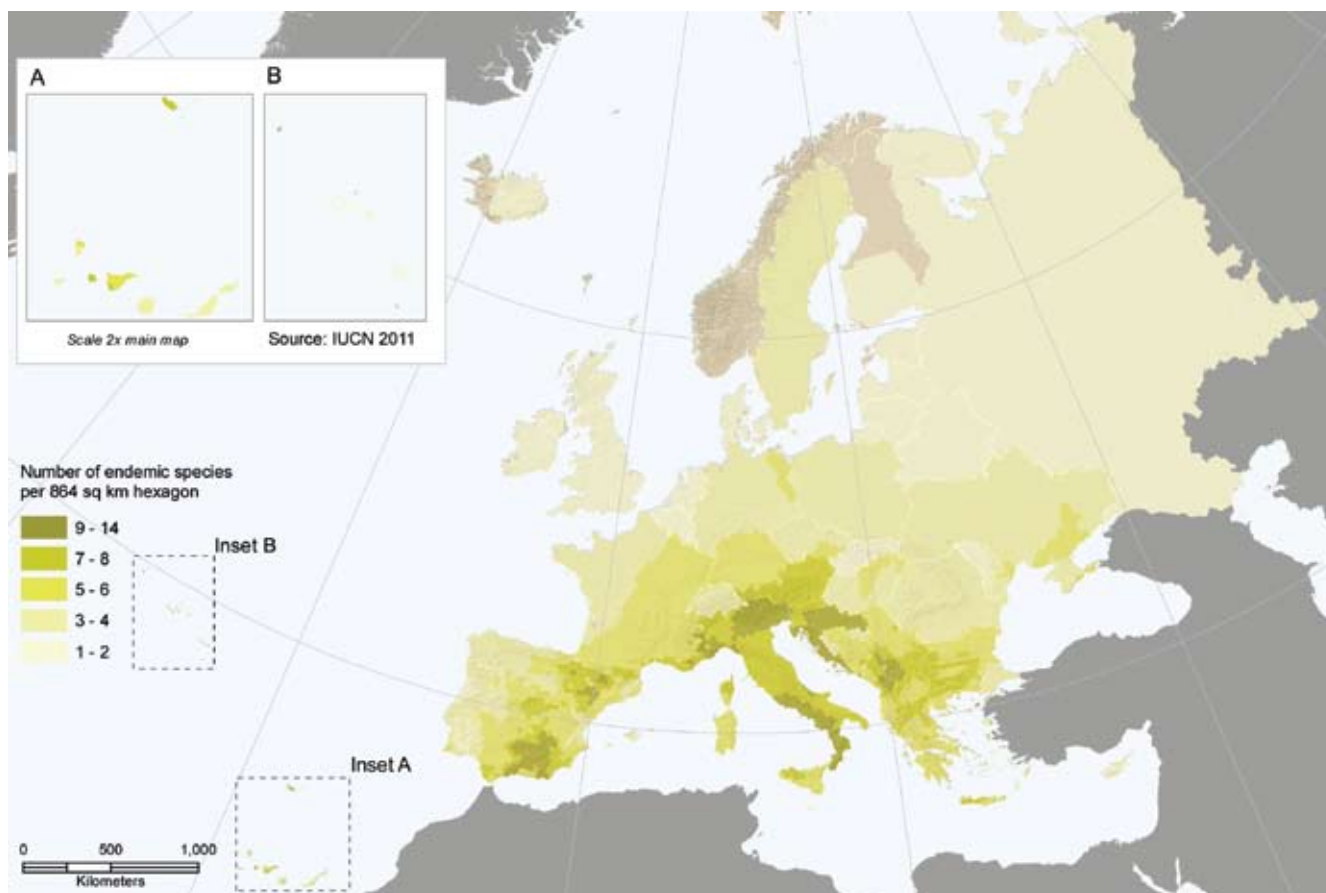 A
B
Scale 2x main map
Source: IUCN 2011
Number of endemic species
per 864 sq km hexagon
9 - 14
7 - 8
5 - 6
3 - 4
1 - 2
Inset B
Inset A
0 500 1,000
Kilometers